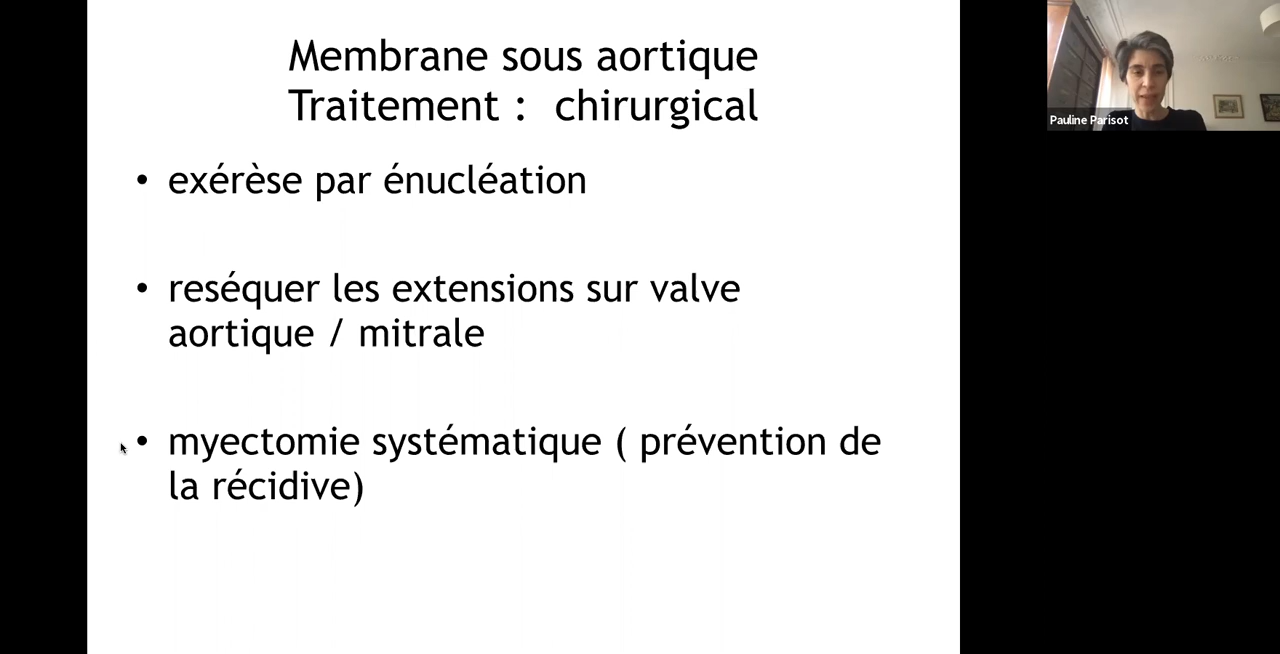 Membrane sous aortique
Traitement :  chirurgical
• exérèse par énucléation
• reséquer les extensions sur valve
aortique / mitrale
• myectomie systématique ( prévention de
la récidive)
Pauline Parisot